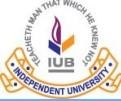 TEACHETH MAN THAT WHICH HE KNEW NOT
IUB
INDEPENDENT UNIVERSITY